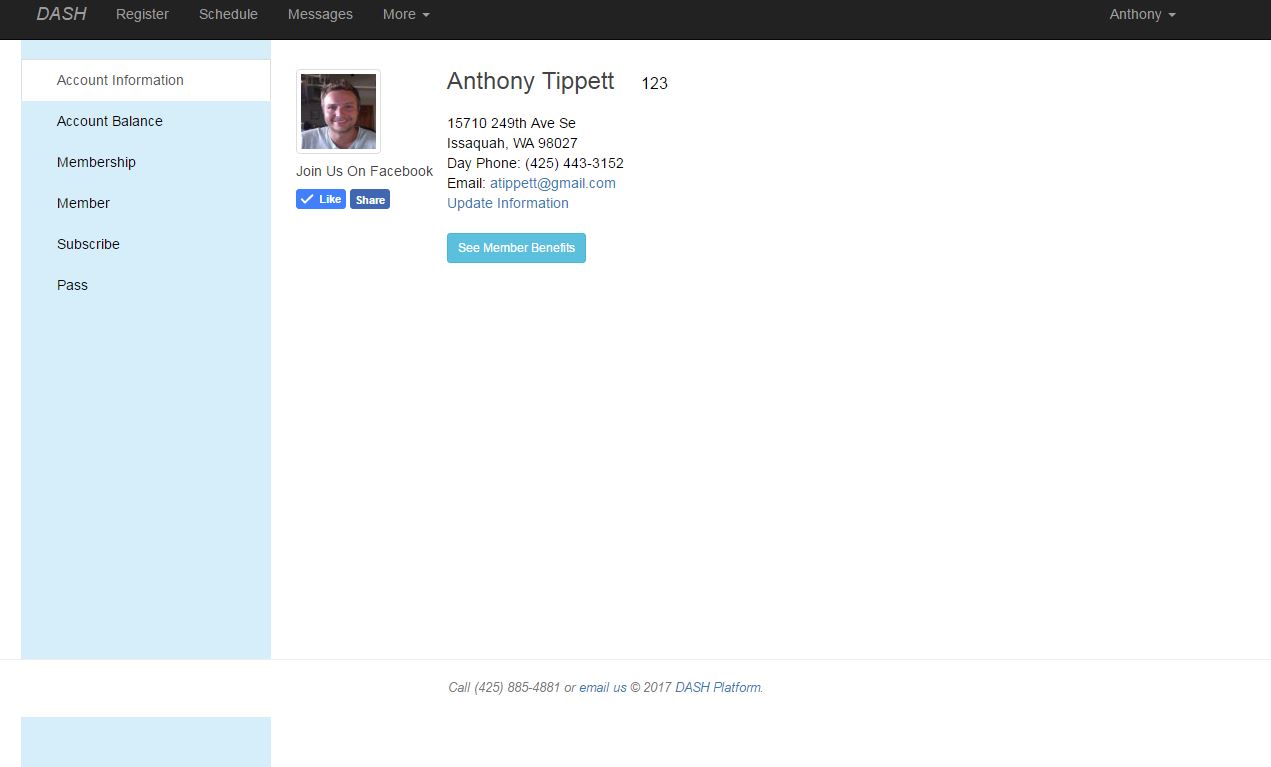 DASH Register Schedule Messages More Anthony
Account Information
Account Balance
Membership
Member
Subscribe
Pass
Join Us On Facebook
Like Share
Anthony Tippett 123
15710 249th Ave Se
Issaquah, WA 98027
Day Phone: (425) 443-3152
Email: atippett@gmail.com
Update Information
See Member Benefits
Call (425) 885-4881 or email us © 2017 DASH Platform.